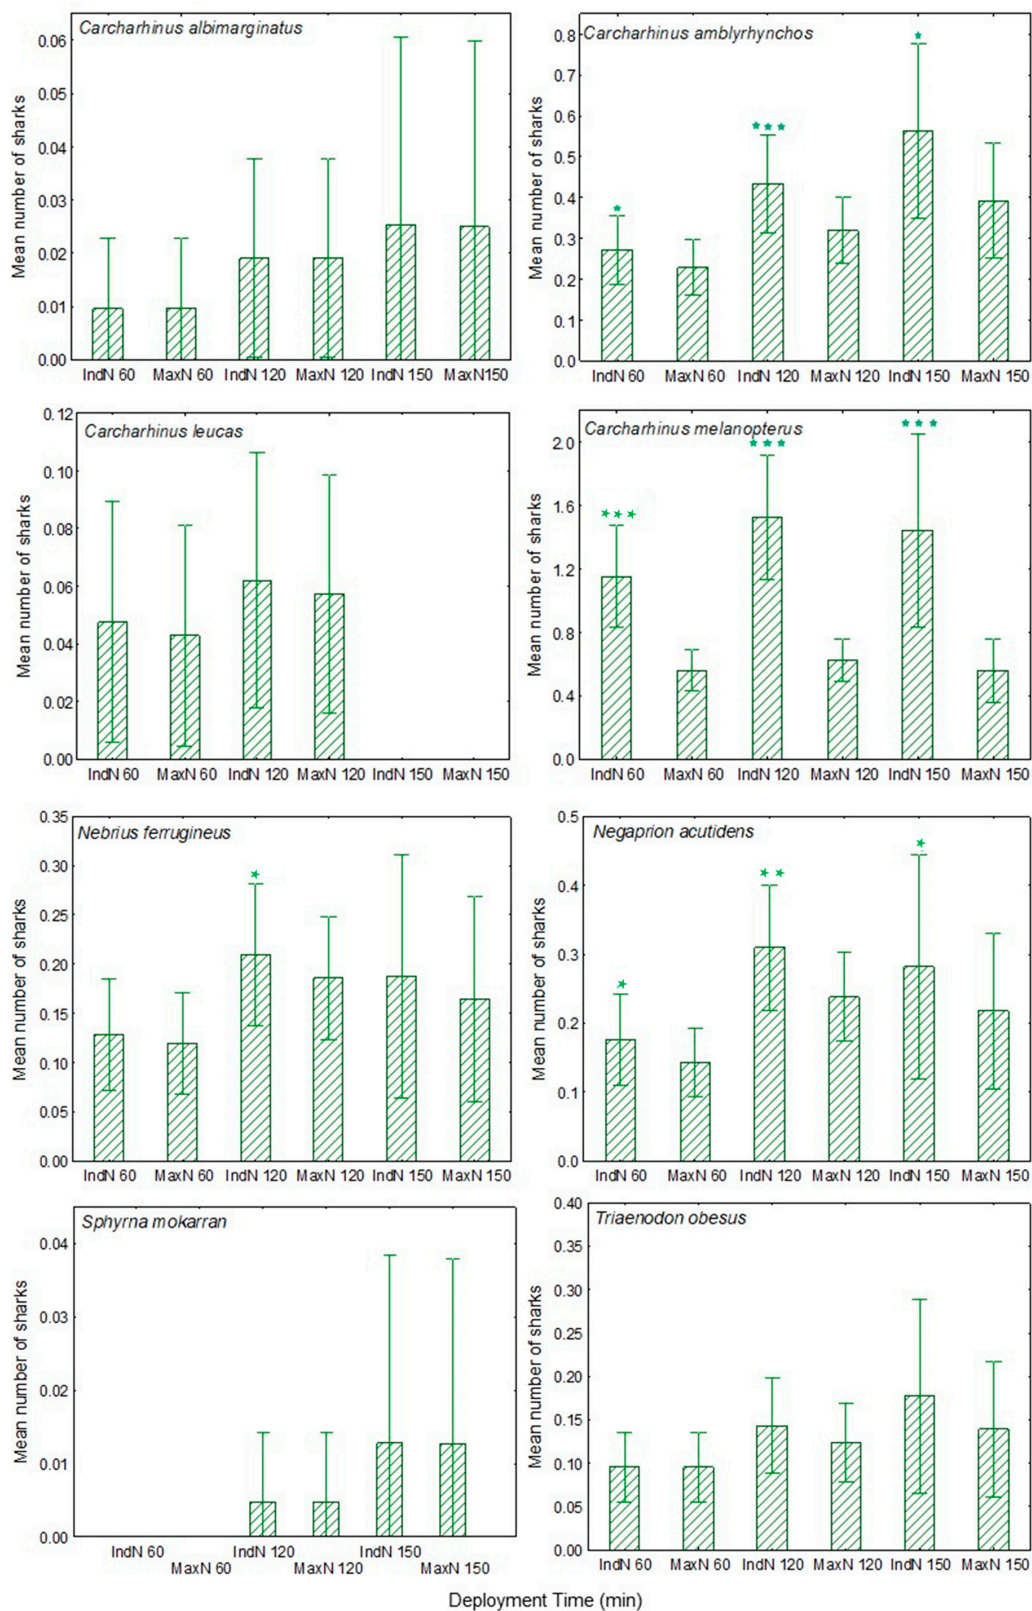 Carcharhinus albimarginatus
Mean number of sharks
0.06
0.05
0.04
0.03
0.02
0.01
0.00
IndN 60 MaxN 60 IndN 120 MaxN 120 IndN 150 MaxN150
Carcharhinus amblyrhynchos
Mean number of sharks
0.8
0.7
0.6
0.5
0.4
0.3
0.2
0.1
0.0
IndN 60 MaxN 60 IndN 120 MaxN 120 IndN 150 MaxN 150
Carcharhinus leucas
Mean number of sharks
0.12
0.10
0.08
0.06
0.04
0.02
0.00
IndN 60 MaxN 60 IndN 120 MaxN 120 IndN 150 MaxN 150
Carcharhinus melanopterus
Mean number of sharks
2.0
1.6
1.2
0.8
0.4
0.0
IndN 60 MaxN 60 IndN 120 MaxN 120 IndN 150 MaxN 150
Nebrius ferrugineus
Mean number of sharks
0.35
0.30
0.25
0.20
0.15
0.10
0.05
0.00
IndN 60 MaxN 60 IndN 120 MaxN 120 IndN 150 MaxN 150
Negaprion acutidens
Mean number of sharks
0.5
0.4
0.3
0.2
0.1
0.0
IndN 60 MaxN 60 IndN 120 MaxN 120 IndN 150 MaxN 150
Sphyrna mokarran
Mean number of sharks
0.04
0.03
0.02
0.01
0.00
IndN 60 IndN 120 IndN 150
MaxN 60 MaxN 120 MaxN 150
Triaenodon obesus
Mean number of sharks
0.40
0.35
0.30
0.25
0.20
0.15
0.10
0.05
0.00
IndN 60 MaxN 60 IndN 120 MaxN 120 IndN 150 MaxN 150
Deployment Time (min)